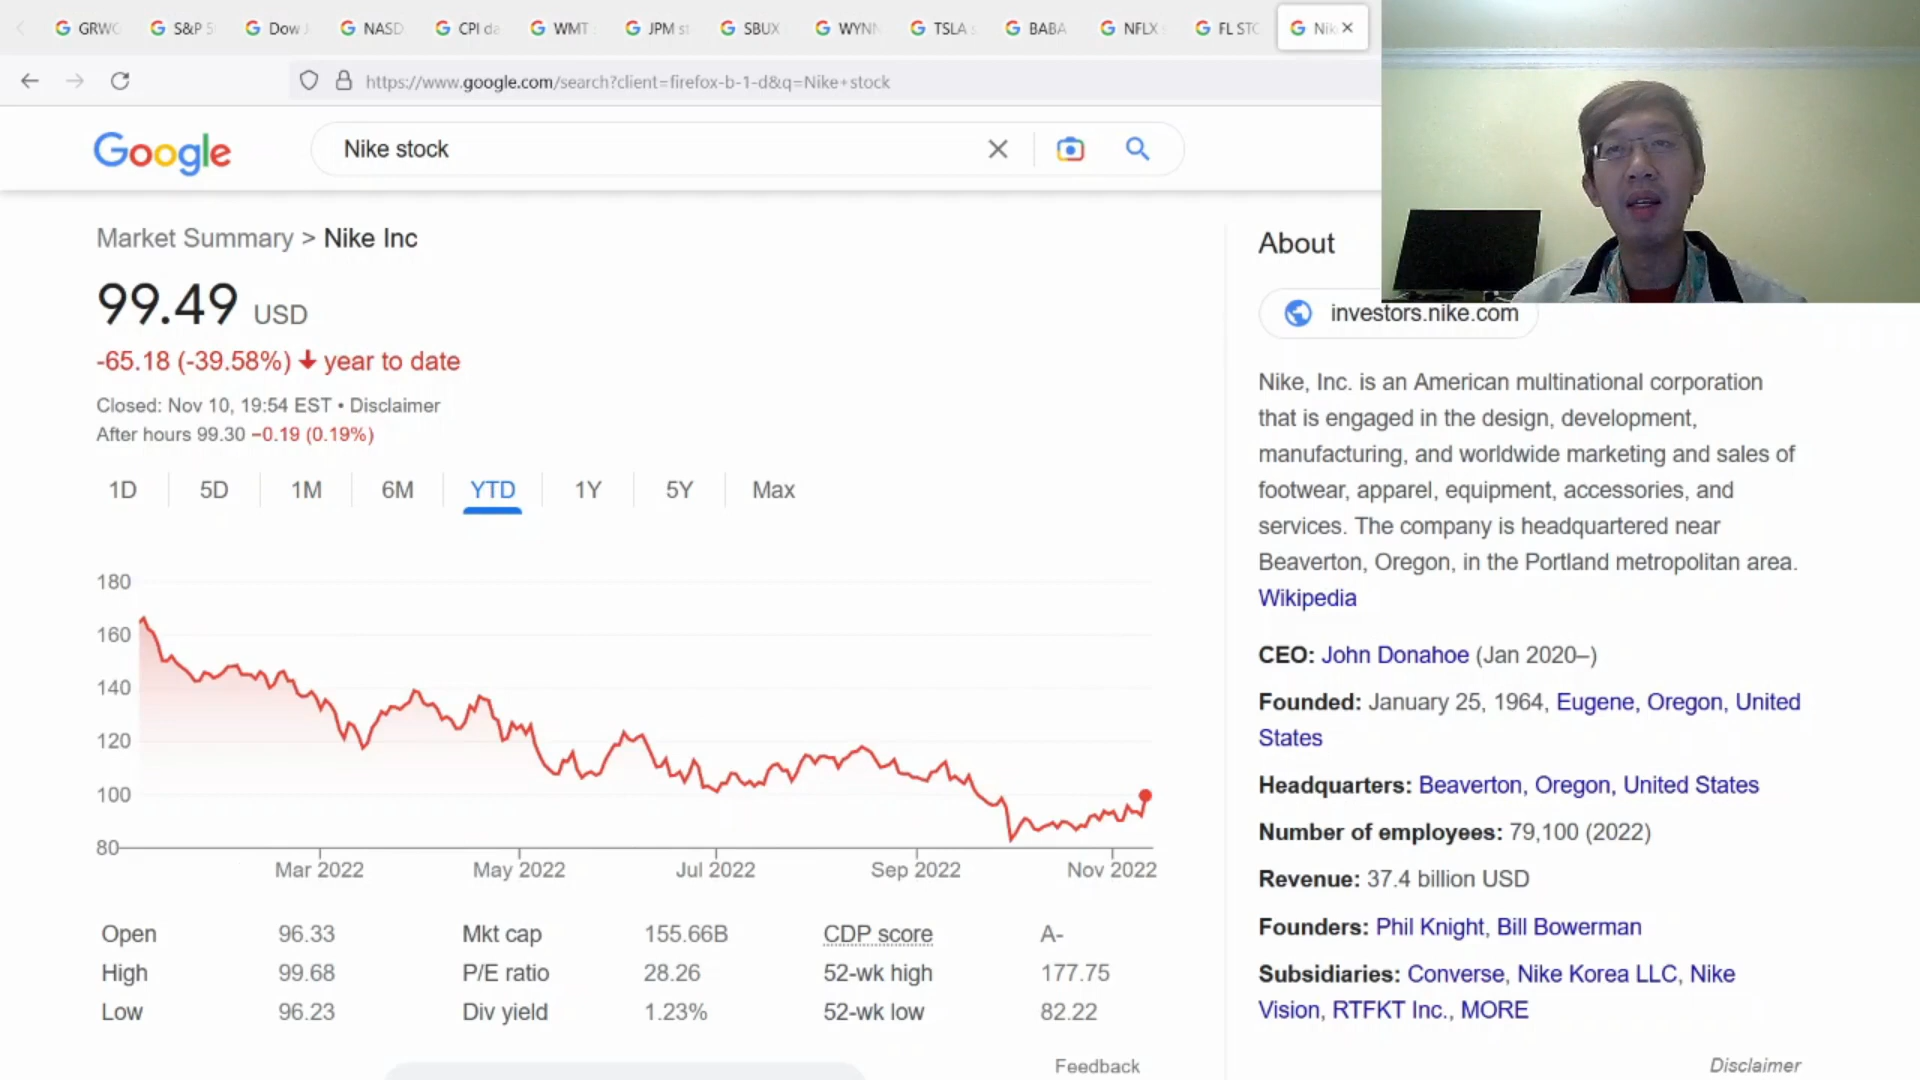 GRWG
S&P 5
Dow J
NASD
CPI da
WMT s
JPM st
SBUX
WYNN
TSLA s
BABA
NFLX s
FL STO
Nik
https://www.google.com/search?client=firefox-b-1-d&q=Nike+stock
Google
Nike stock
Market Summary > Nike Inc
99.49 USD
-65.18 (-39.58%) year to date
Closed: Nov 10, 19:54 EST • Disclaimer
After hours 99.30 −0.19 (0.19%)
1D 5D 1M 6M YTD 1Y 5Y Max
180
160
140
120
100
80
Mar 2022 May 2022 Jul 2022 Sep 2022 Nov 2022
Open 96.33 Mkt cap 155.66B CDP score A-
High 99.68 P/E ratio 28.26 52-wk high 177.75
Low 96.23 Div yield 1.23% 52-wk low 82.22
Feedback
About
investors.nike.com
Nike, Inc. is an American multinational corporation
that is engaged in the design, development,
manufacturing, and worldwide marketing and sales of
footwear, apparel, equipment, accessories, and
services. The company is headquartered near
Beaverton, Oregon, in the Portland metropolitan area.
Wikipedia
CEO: John Donahoe (Jan 2020–)
Founded: January 25, 1964, Eugene, Oregon, United
States
Headquarters: Beaverton, Oregon, United States
Number of employees: 79,100 (2022)
Revenue: 37.4 billion USD
Founders: Phil Knight, Bill Bowerman
Subsidiaries: Converse, Nike Korea LLC, Nike
Vision, RTFKT Inc., MORE
Disclaimer